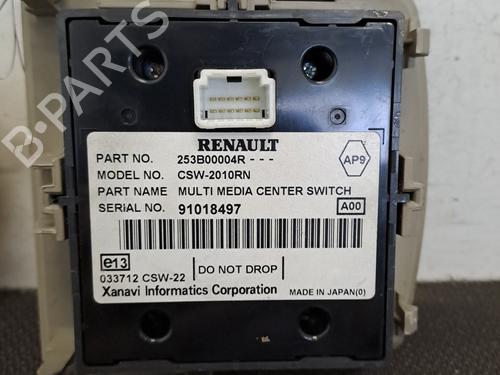 B-PARTS
RENAULT
PART NO. 253B00004R - - -
AP9
MODEL NO. CSW-2010RN
PART NAME MULTI MEDIA CENTER SWITCH
SERIAL NO. 91018497
A00
e13
033712 CSW-22
DO NOT DROP
Xanavi Informatics Corporation
MADE IN JAPAN(0)